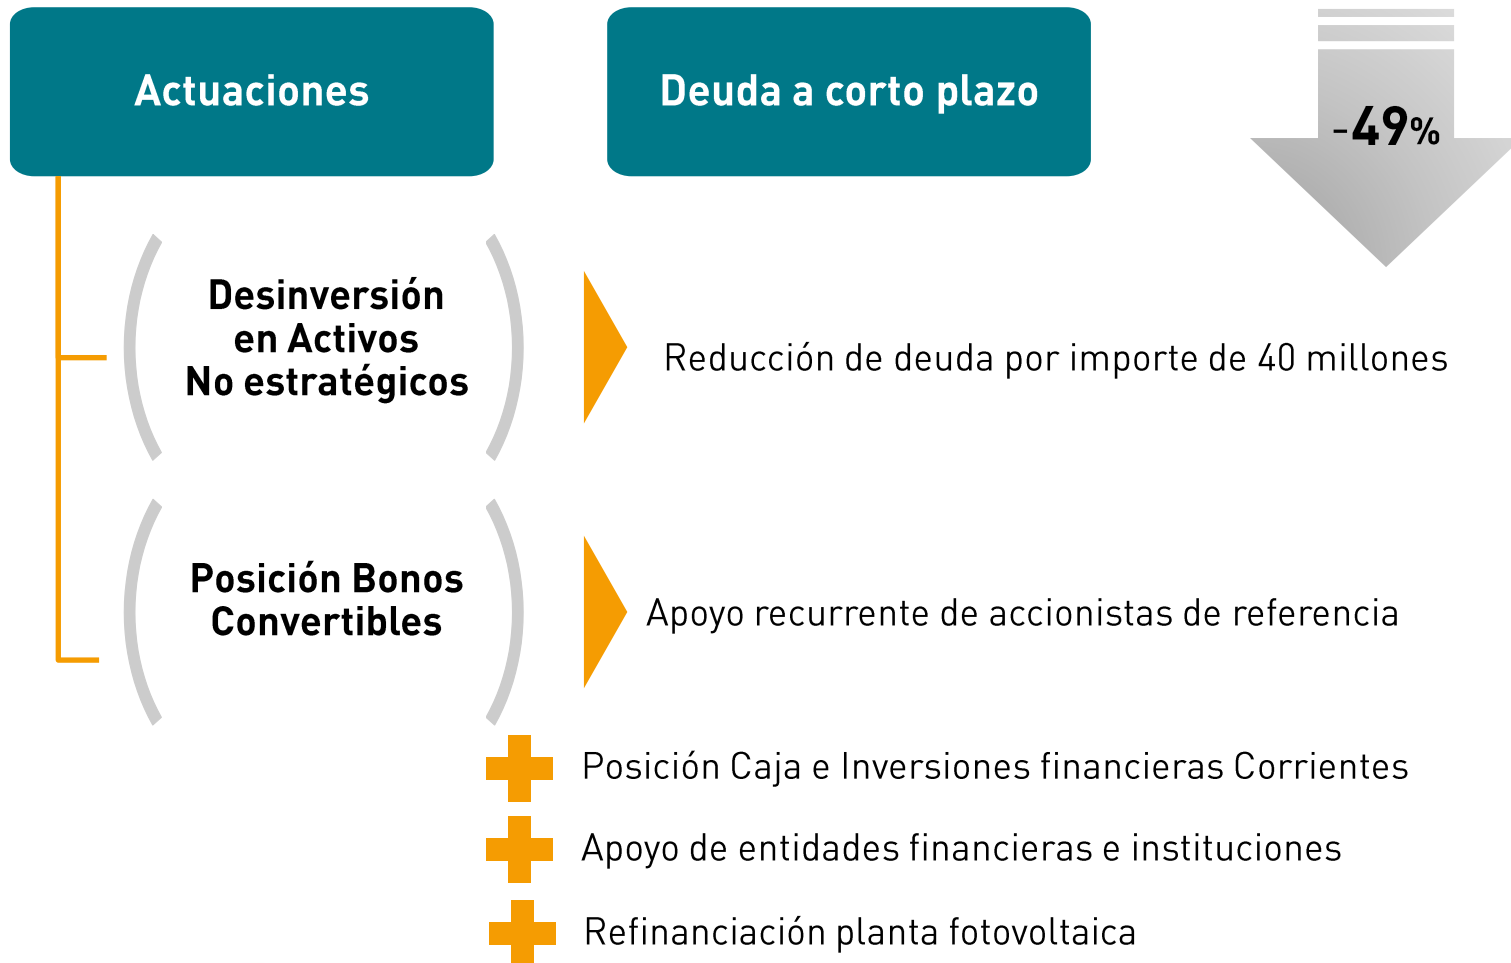 Actuaciones
Deuda a corto plazo
-49%
Desinversión
en Activos
No estratégicos
Reducción de deuda por importe de 40 millones
Posición Bonos
Convertibles
Apoyo recurrente de accionistas de referencia
Posición Caja e Inversiones financieras Corrientes
Apoyo de entidades financieras e instituciones
Refinanciación planta fotovoltaica